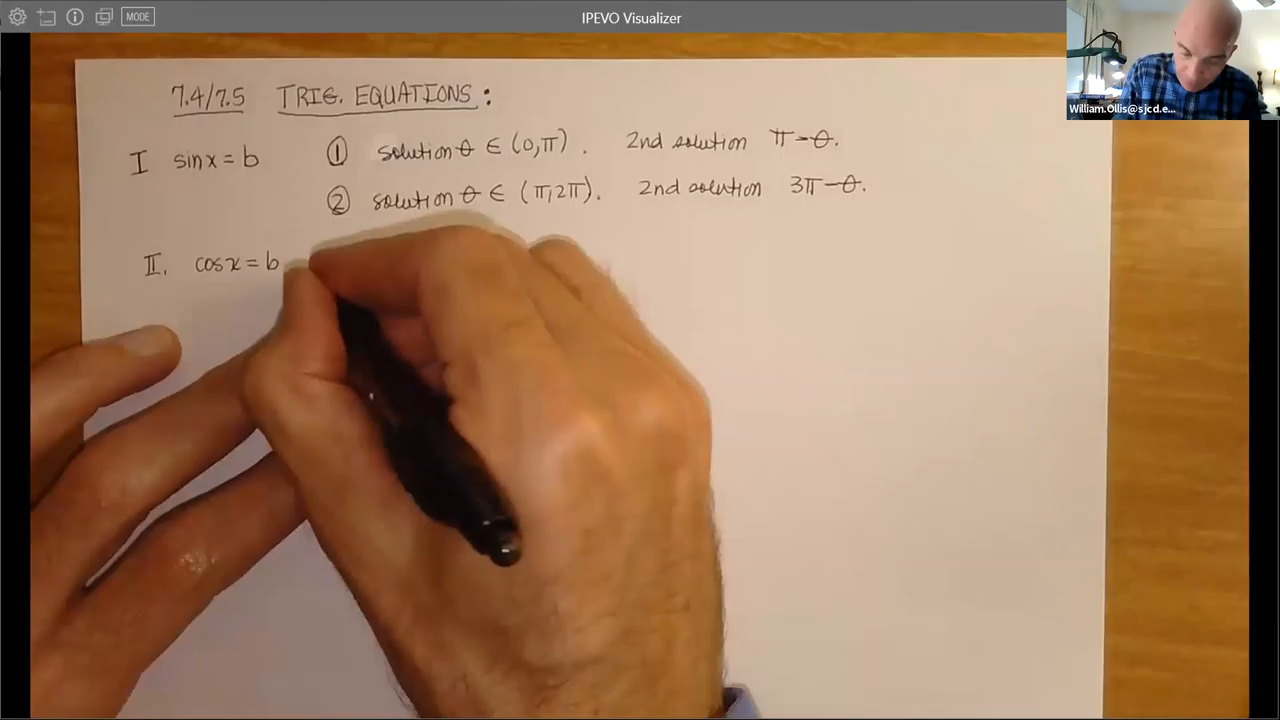 MODE
IPEVO Visualizer
William.Ollis@sjcd.e...
7.4/7.5 TRIG. EQUATIONS:
I sin x = b ① solution θ ∈ (0,π). 2nd solution π-θ.
② solution θ ∈ (π,2π). 2nd solution 3π-θ.
II. cos x = b